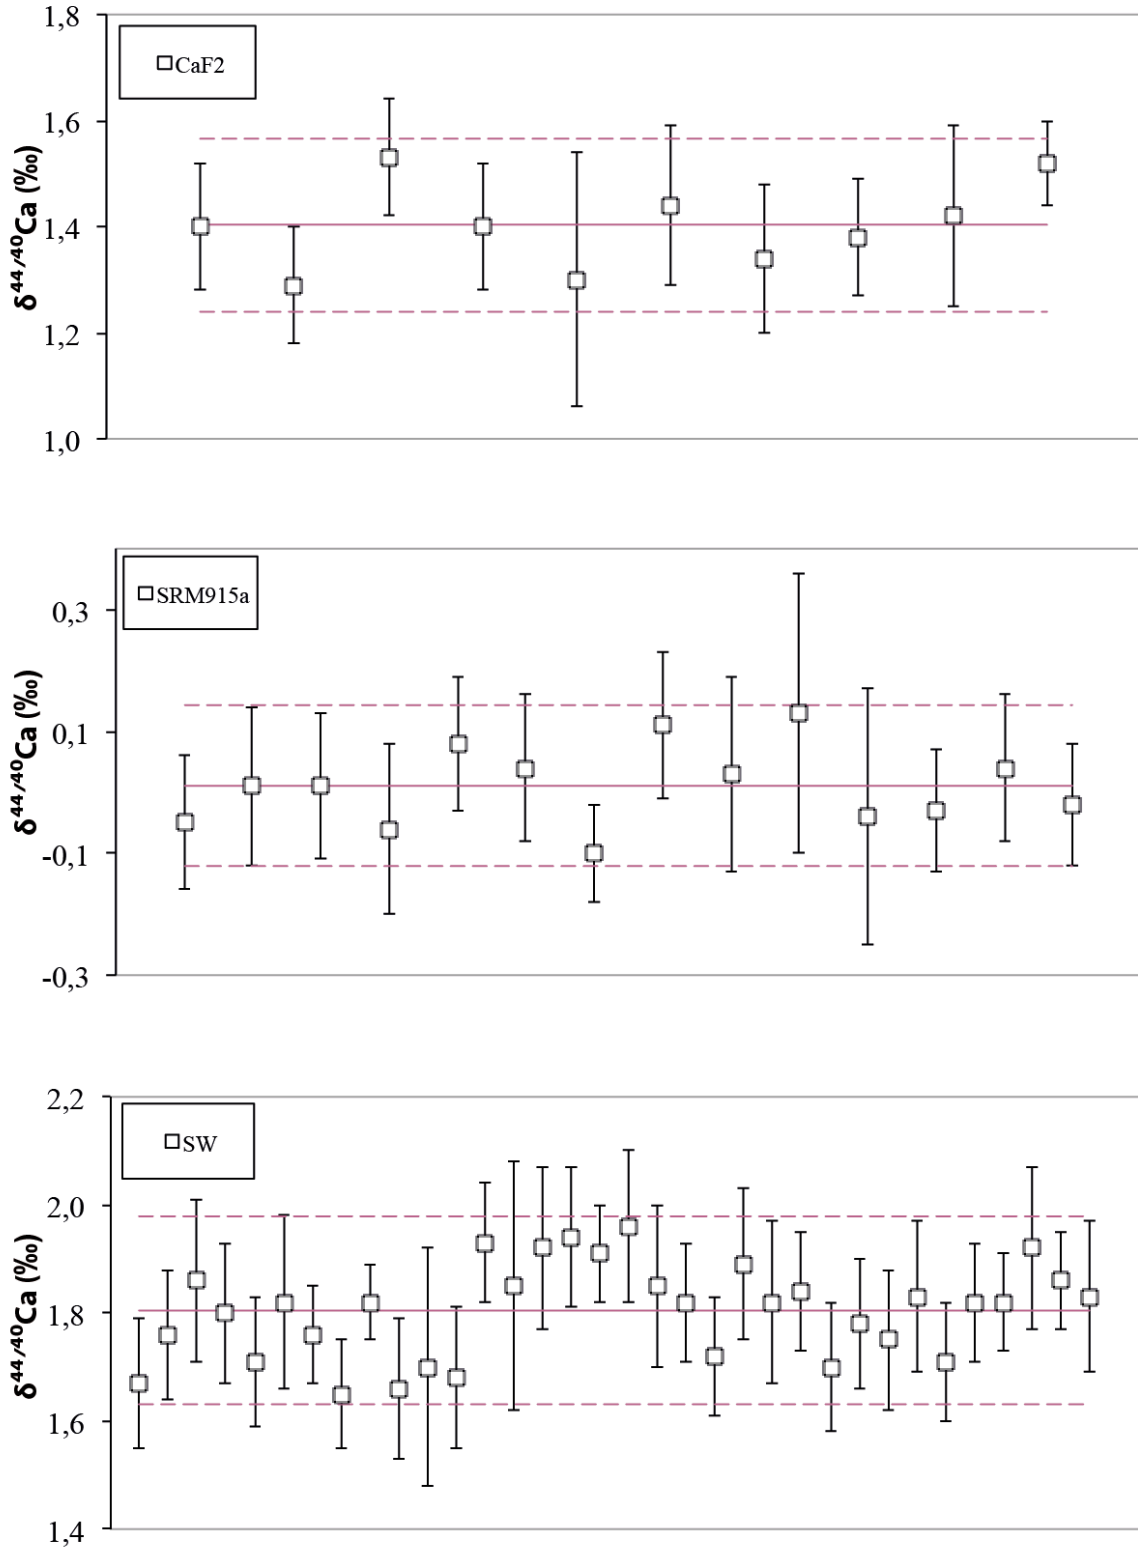 1,8
CaF2
1,6
1,4
1,2
1,0
δ⁴⁴/⁴⁰Ca (‰)
SRM915a
0,3
0,1
-0,1
-0,3
δ⁴⁴/⁴⁰Ca (‰)
2,2
SW
2,0
1,8
1,6
1,4
δ⁴⁴/⁴⁰Ca (‰)